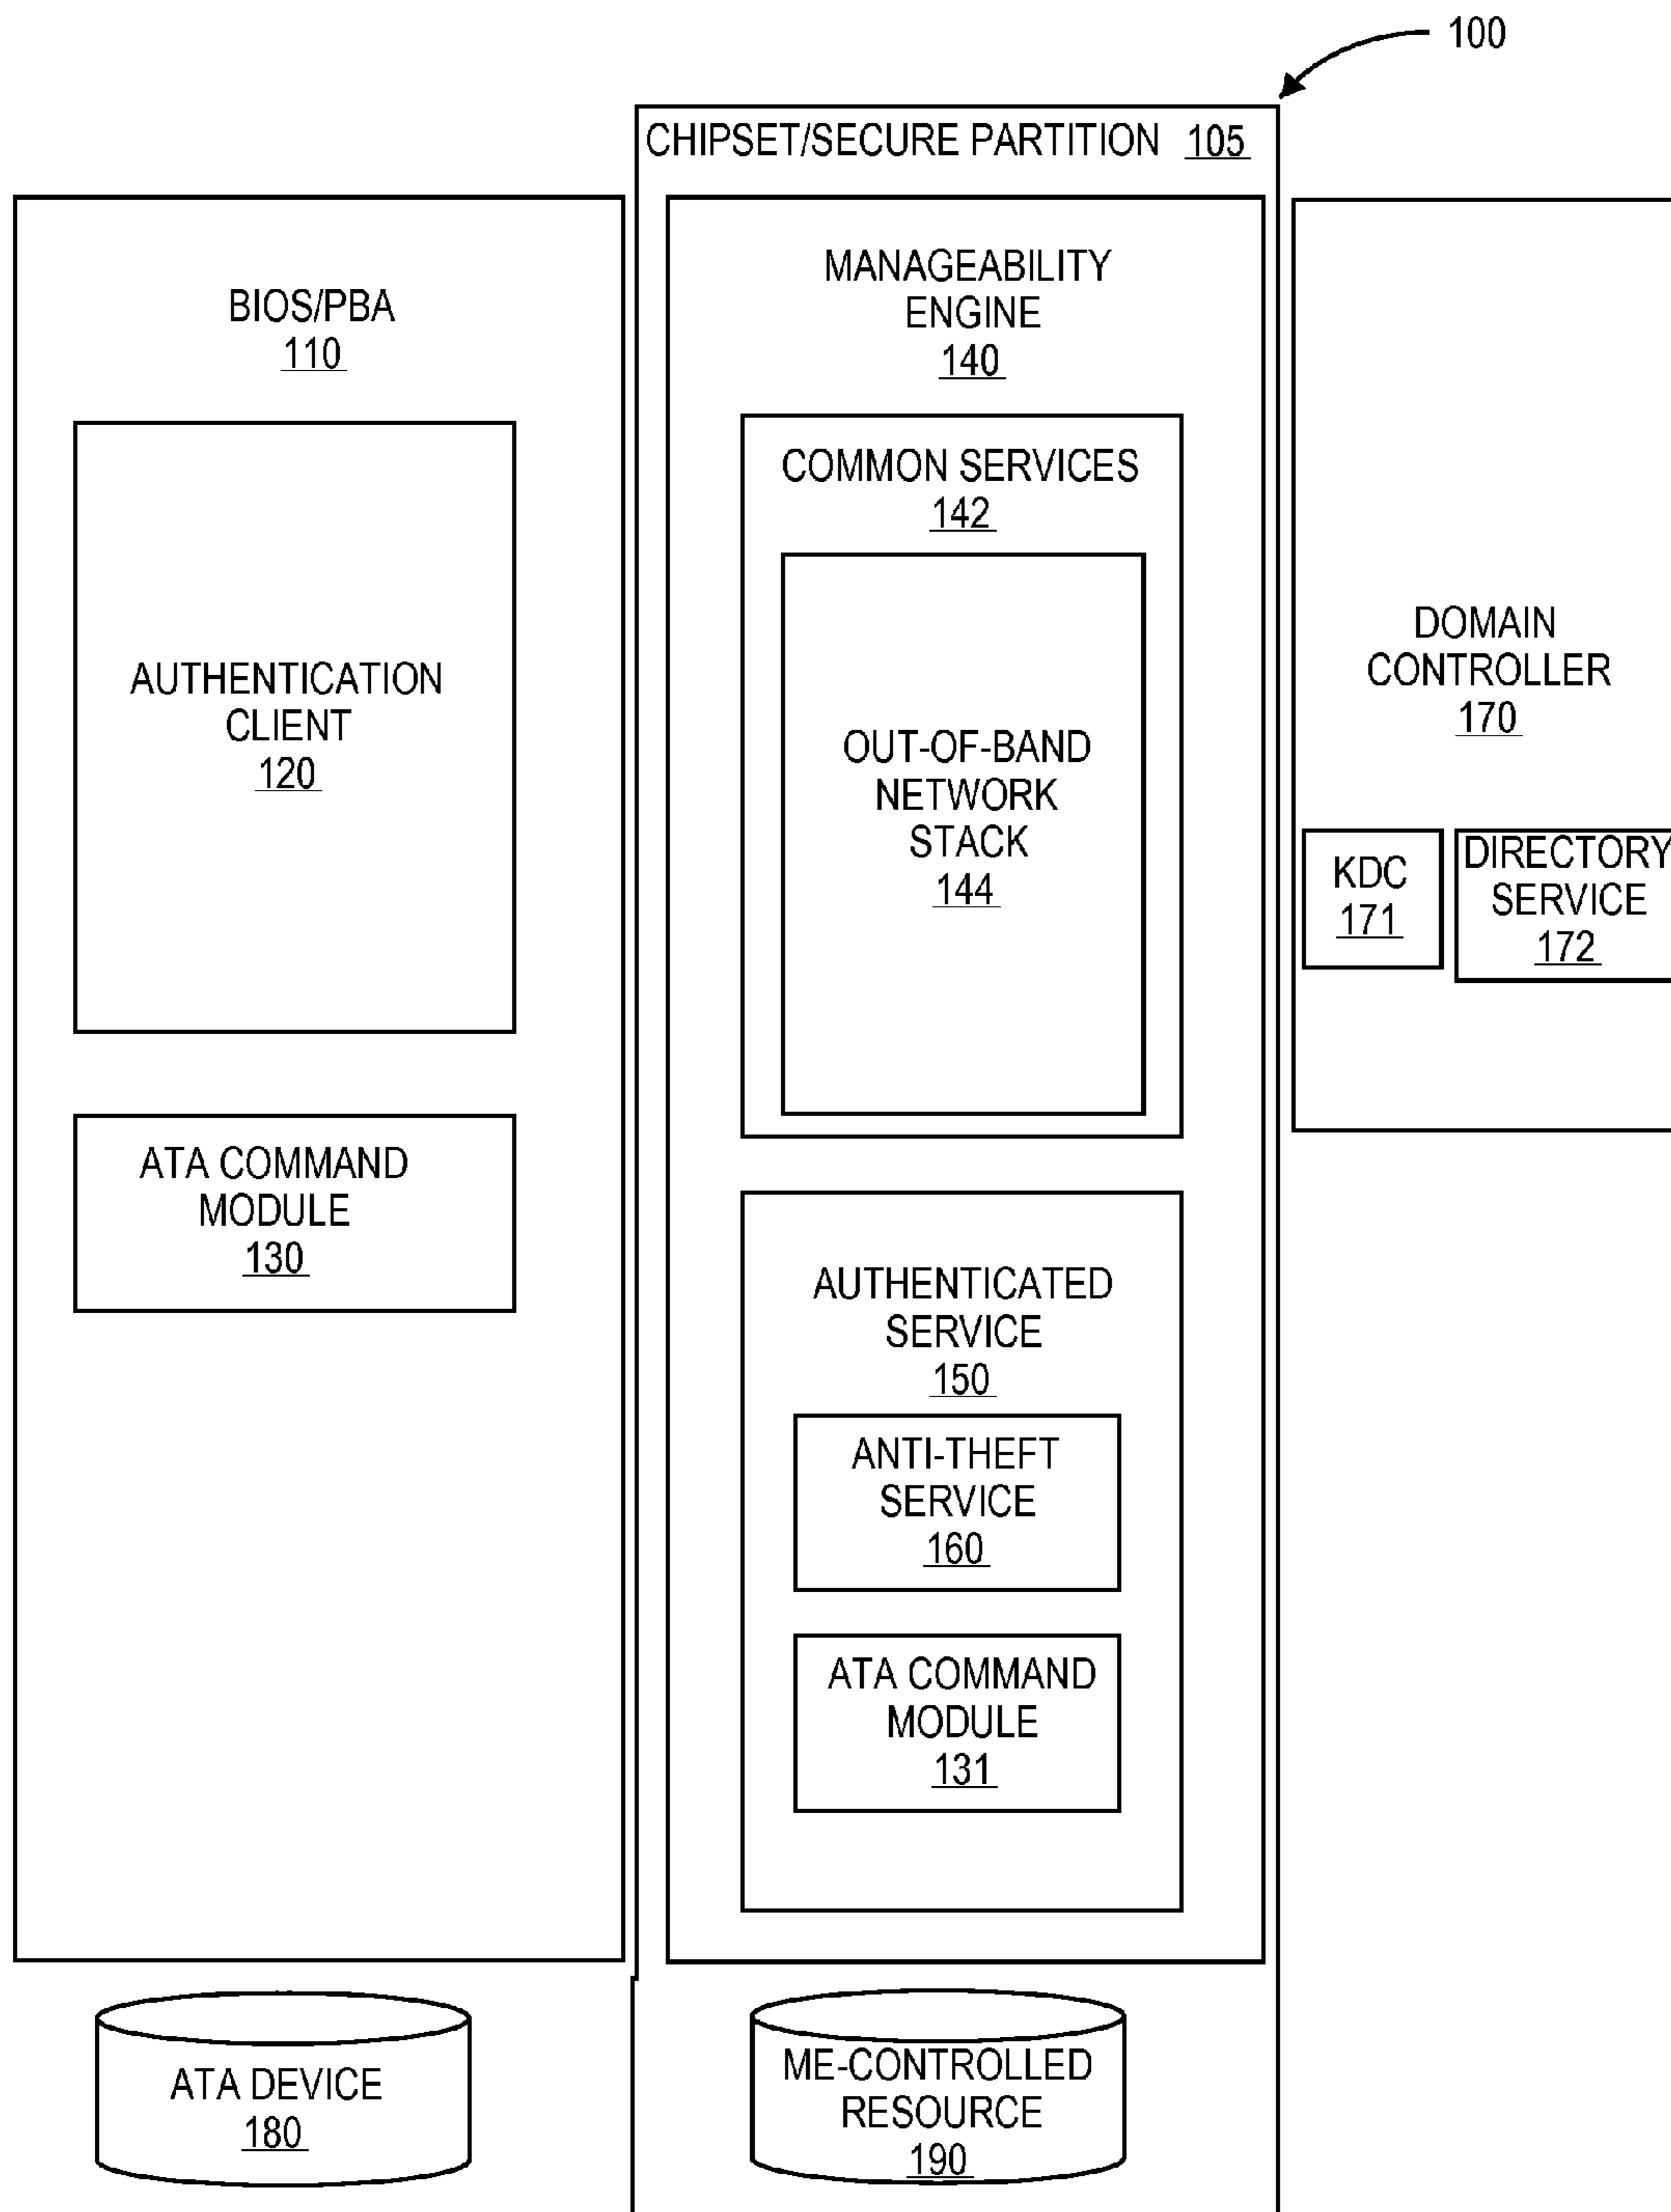 100
CHIPSET/SECURE PARTITION 105
BIOS/PBA
110
AUTHENTICATION
CLIENT
120
ATA COMMAND
MODULE
130
MANAGEABILITY
ENGINE
140
COMMON SERVICES
142
OUT-OF-BAND
NETWORK
STACK
144
AUTHENTICATED
SERVICE
150
ANTI-THEFT
SERVICE
160
ATA COMMAND
MODULE
131
DOMAIN
CONTROLLER
170
KDC
171
DIRECTORY
SERVICE
172
ATA DEVICE
180
ME-CONTROLLED
RESOURCE
190